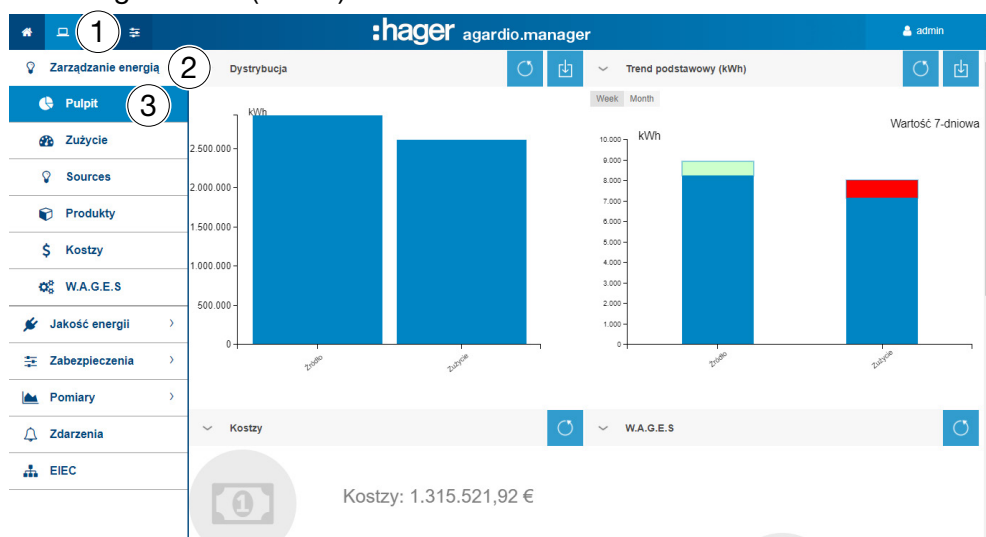 :hager agardio.manager
admin
1
Zarządzanie energią
2
Pulpit
3
Zużycie
Sources
Produkty
Kostzy
W.A.G.E.S
Jakość energii
Zabezpieczenia
Pomiary
Zdarzenia
EIEC
Dystrybucja
kWh
2.500.000
2.000.000
1.500.000
1.000.000
500.000
0
Źródło
Zużycie
Trend podstawowy (kWh)
Week Month
Wartość 7-dniowa
kWh
10.000
9.000
8.000
7.000
6.000
5.000
4.000
3.000
2.000
1.000
0
Źródło
Zużycie
Kostzy
Kostzy: 1.315.521,92 €
W.A.G.E.S